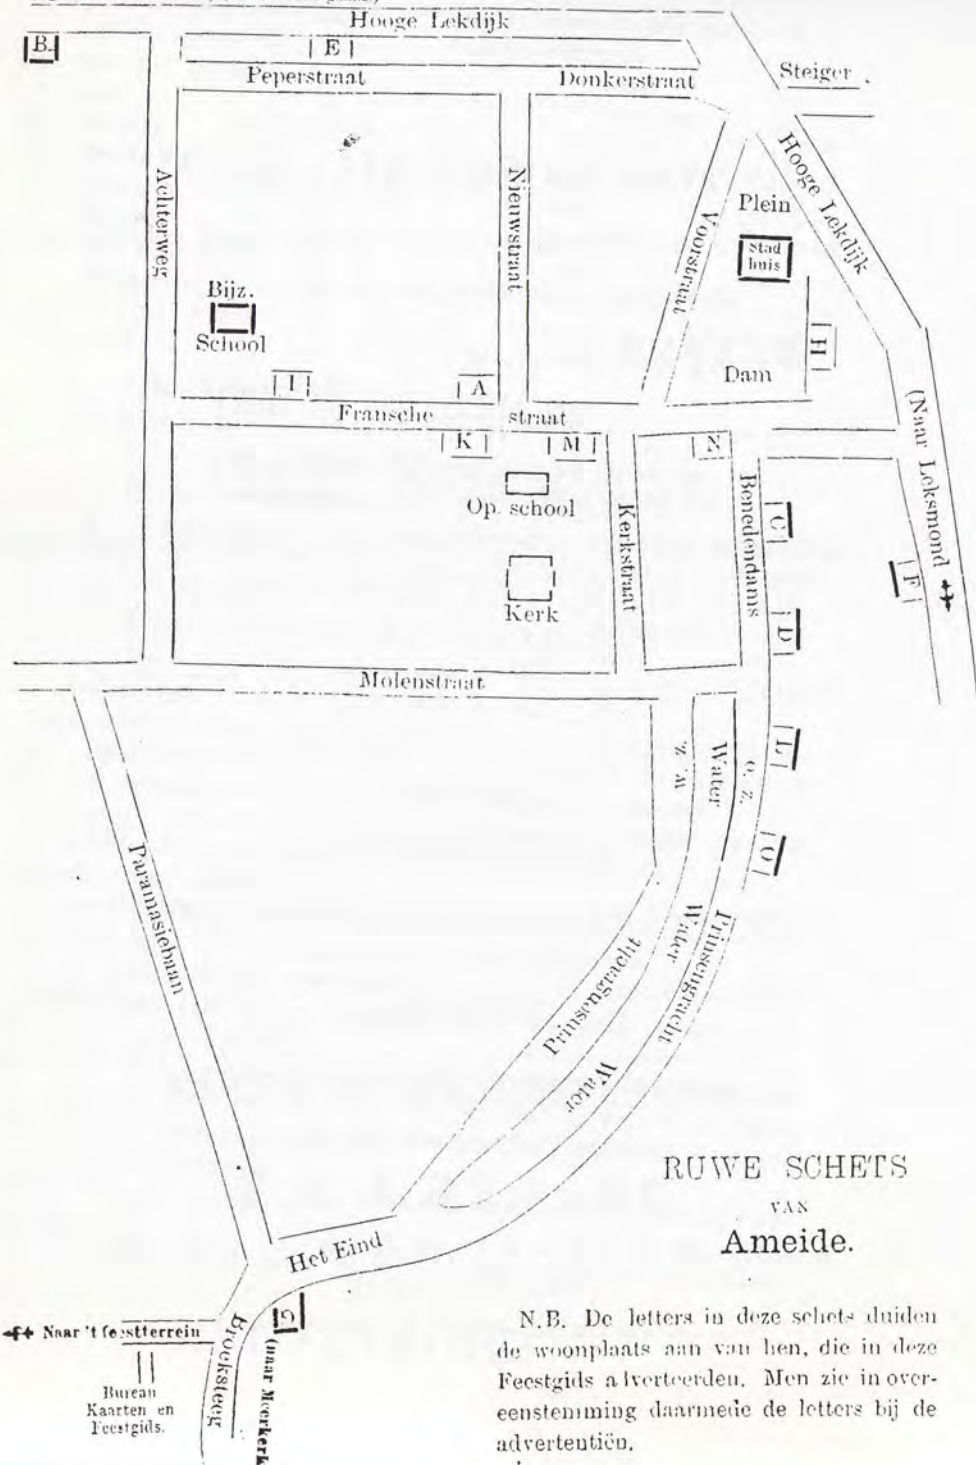 Hooge Lekdijk
B.
E
Peperstraat
Donkerstraat
Steiger .
Achterweg
Nieuwstraat
Voorstraat
Hooge Lekdijk
Plein
Stad
huis
Bijz.
School
H
Dam
I
A
Fransche straat
(Naar Leksmond
K
M
N
Op. school
Kerkstraat
Benedendams
C
F
Kerk
D
Molenstraat
L
Water
w. z.
o. z.
O
Paramasiebaan
Water
Prinsengracht
Prinsengracht
Water
RUWE SCHETS
VAN
Ameide.
Het Eind
G
Naar 't feestterrein
Broeksteeg
(naar Meerkerk
Bureau
Kaarten en
Feestgids.
N.B. De letters in deze schets duiden
de woonplaats aan van hen, die in deze
Feestgids adverteerden. Men zie in over-
eenstemming daarmede de letters bij de
advertentiën.